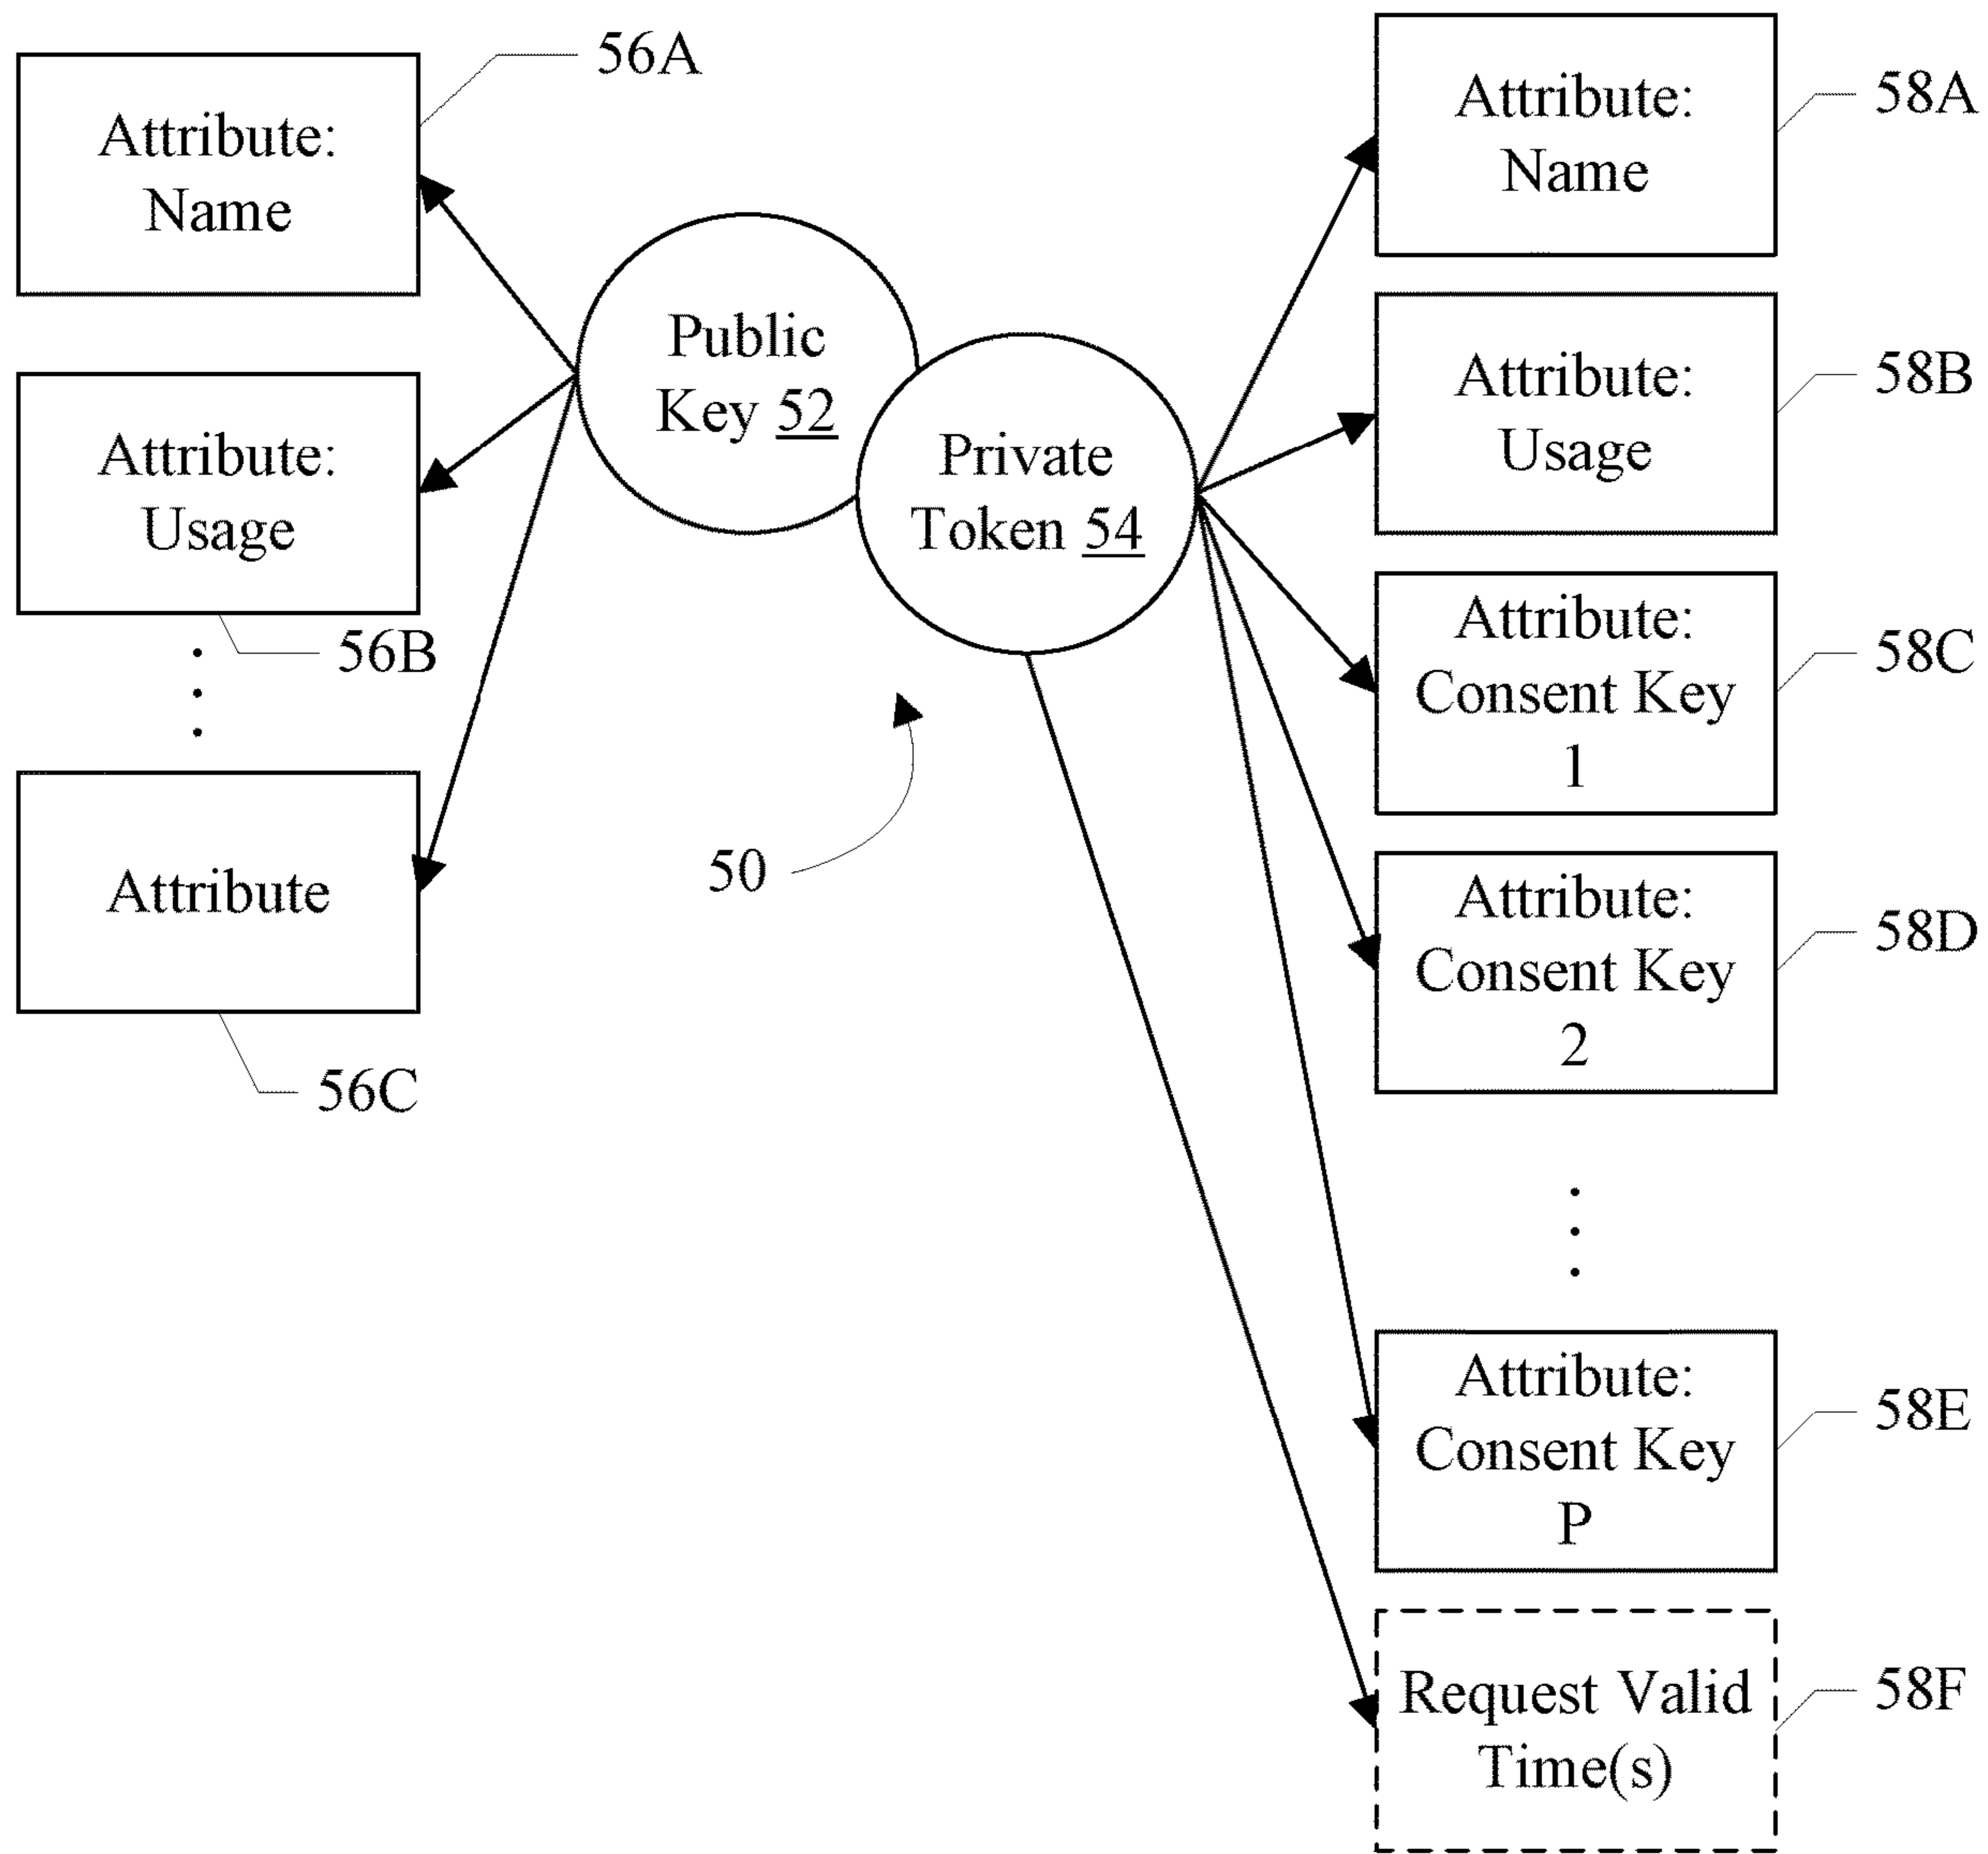 56A
Attribute:
Name
Attribute:
Usage
56B
Attribute
56C
Public
Key 52
Private
Token 54
50
Attribute:
Name
58A
Attribute:
Usage
58B
Attribute:
Consent Key
1
58C
Attribute:
Consent Key
2
58D
Attribute:
Consent Key
P
58E
Request Valid
Time(s)
58F